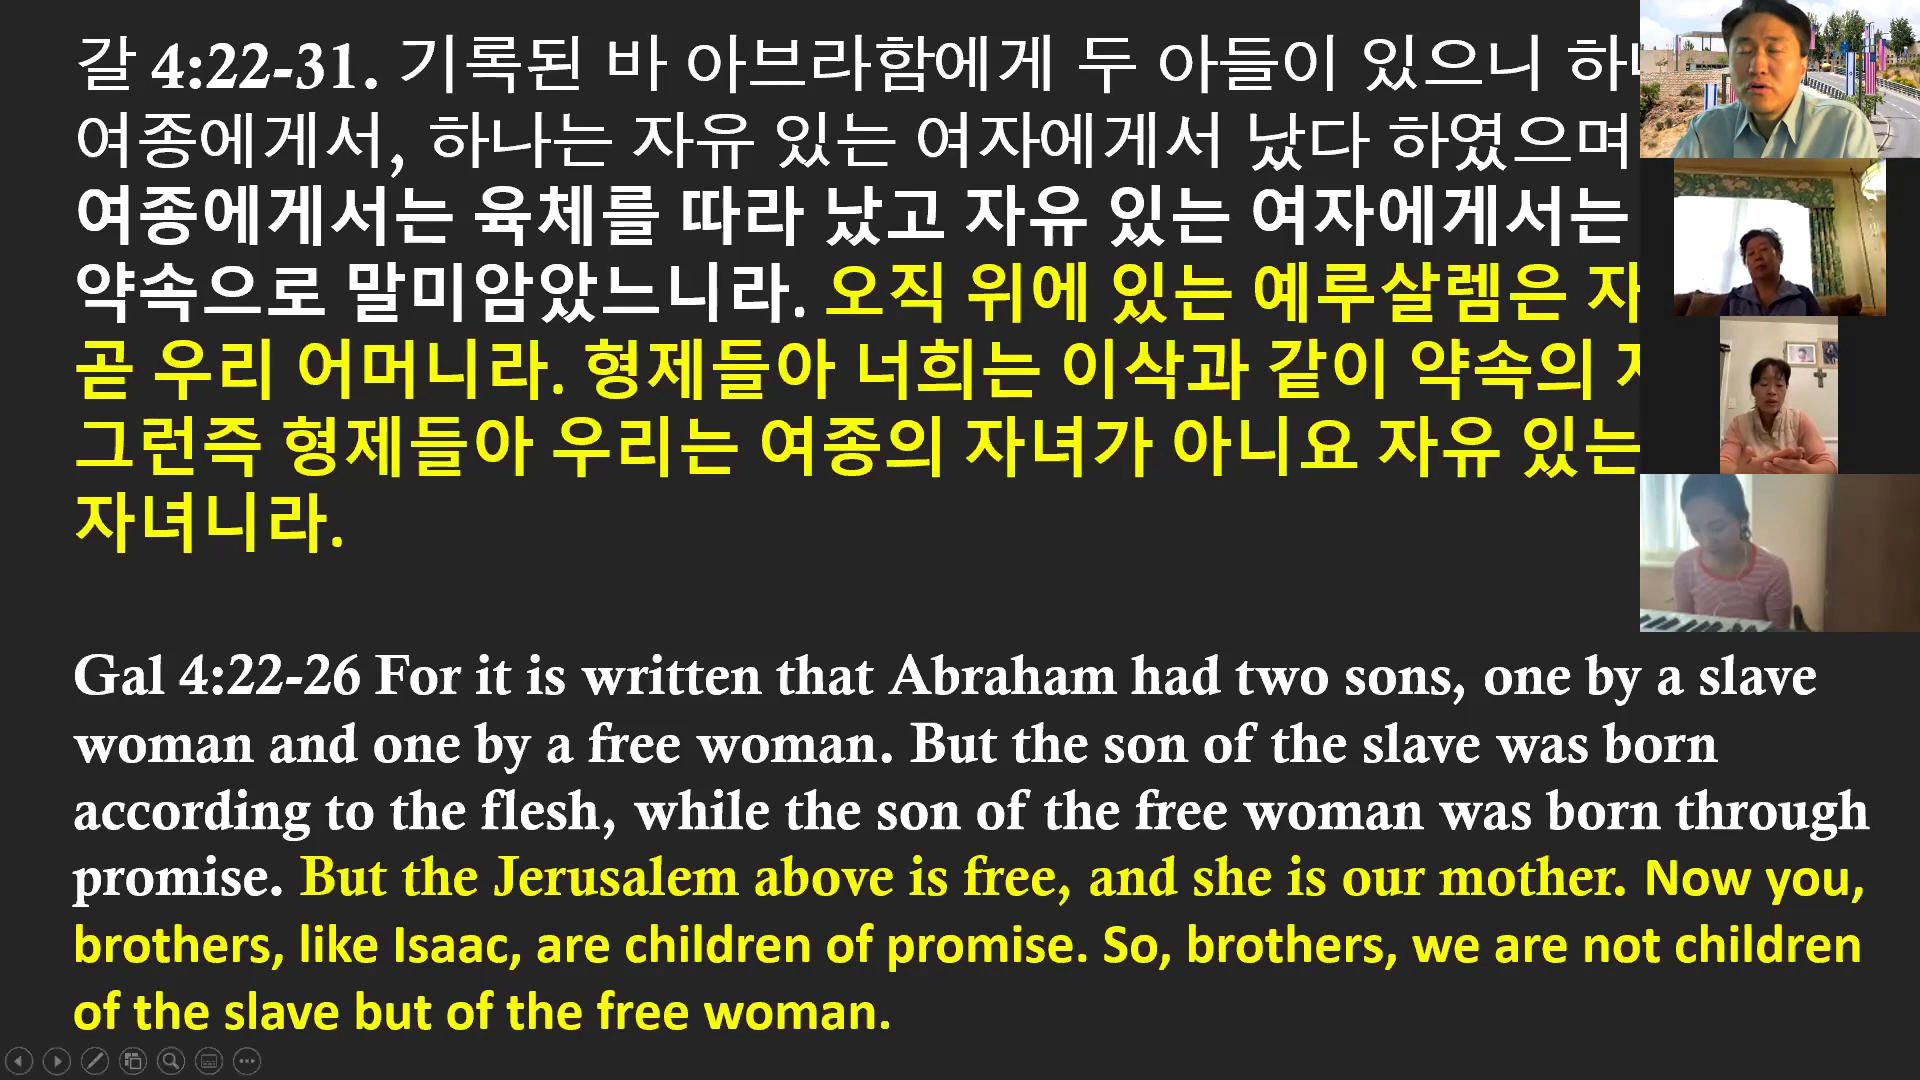 갈 4:22-31. 기록된 바 아브라함에게 두 아들이 있으니
여종에게서, 하나는 자유 있는 여자에게서 났다 하였으며
여종에게서는 육체를 따라 났고 자유 있는 여자에게서는
약속으로 말미암았느니라. 오직 위에 있는 예루살렘은
곧 우리 어머니라. 형제들아 너희는 이삭과 같이 약속의
그런즉 형제들아 우리는 여종의 자녀가 아니요 자유 있는
자녀니라.
Gal 4:22-26 For it is written that Abraham had two sons, one by a slave
woman and one by a free woman. But the son of the slave was born
according to the flesh, while the son of the free woman was born through
promise. But the Jerusalem above is free, and she is our mother. Now you,
brothers, like Isaac, are children of promise. So, brothers, we are not children
of the slave but of the free woman.